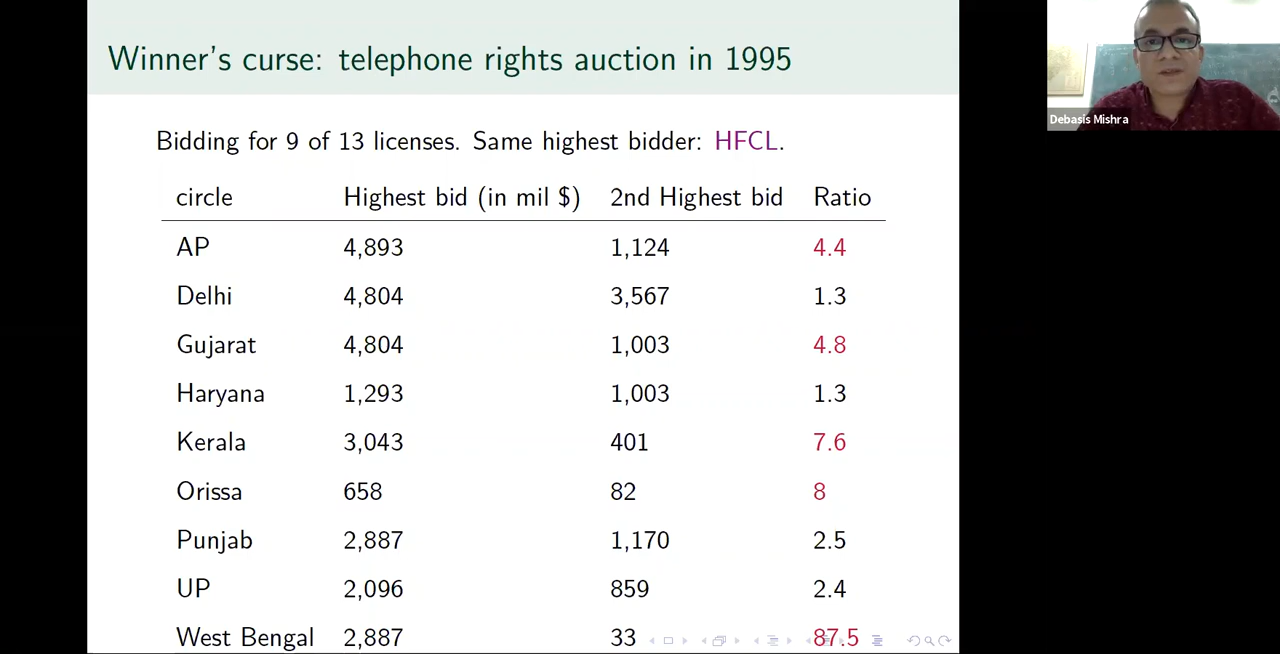 Winner's curse: telephone rights auction in 1995
Debasis Mishra
Bidding for 9 of 13 licenses. Same highest bidder: HFCL.
circle Highest bid (in mil $) 2nd Highest bid Ratio
AP 4,893 1,124 4.4
Delhi 4,804 3,567 1.3
Gujarat 4,804 1,003 4.8
Haryana 1,293 1,003 1.3
Kerala 3,043 401 7.6
Orissa 658 82 8
Punjab 2,887 1,170 2.5
UP 2,096 859 2.4
West Bengal 2,887 33 87.5